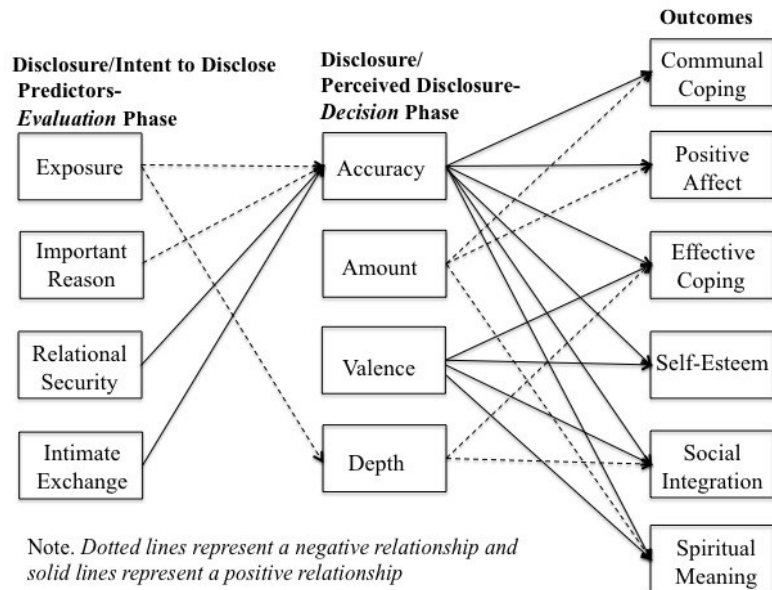 Disclosure/Intent to Disclose
Predictors-
Evaluation Phase
Exposure
Important
Reason
Relational
Security
Intimate
Exchange
Disclosure/
Perceived Disclosure-
Decision Phase
Accuracy
Amount
Valence
Depth
Outcomes
Communal
Coping
Positive
Affect
Effective
Coping
Self-Esteem
Social
Integration
Spiritual
Meaning
Note. Dotted lines represent a negative relationship and
solid lines represent a positive relationship